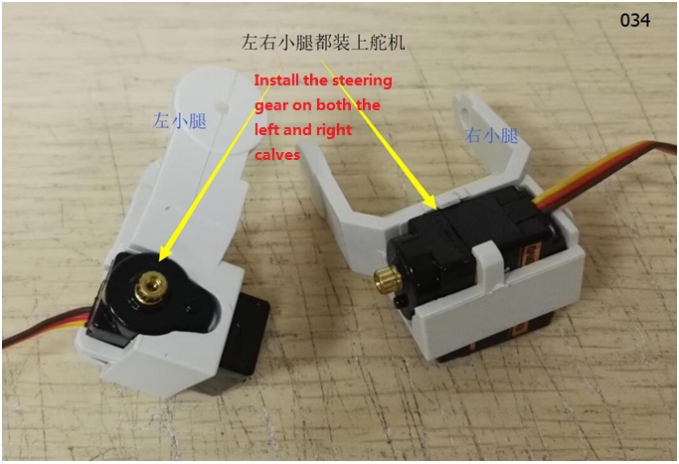 034
左右小腿都装上舵机
Install the steering
gear on both the
left and right
calves
左小腿
右小腿